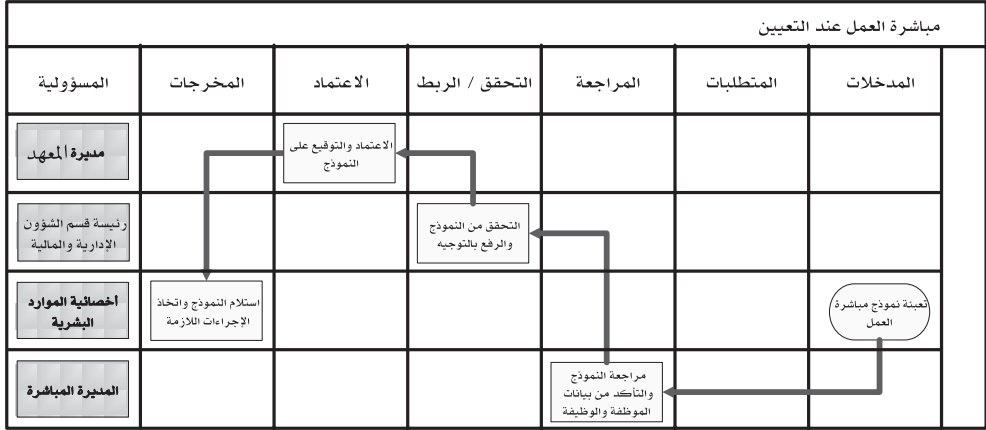 مباشرة العمل عند التعيين
المدخلات
المتطلبات
المراجعة
التحقق / الربط
الاعتماد
المخرجات
المسؤولية
الاعتماد والتوقيع على
النموذج
مديرة المعهد
التحقق من النموذج
والرفع بالتوجيه
رئيسة قسم الشؤون
الإدارية والمالية
تعبئة نموذج مباشرة
العمل
استلام النموذج واتخاذ
الإجراءات اللازمة
أخصائية الموارد
البشرية
مراجعة النموذج
والتأكد من بيانات
الموظفة والوظيفة
المديرة المباشرة